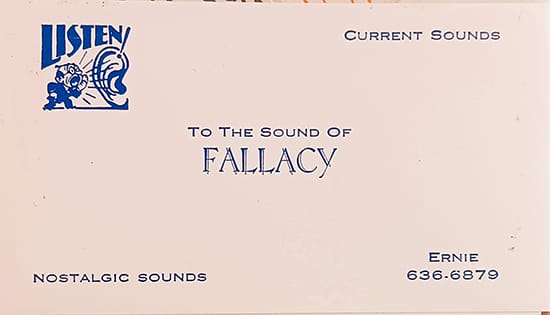 LISTEN!
CURRENT SOUNDS
TO THE SOUND OF
FALLACY
NOSTALGIC SOUNDS
ERNIE
636-6879